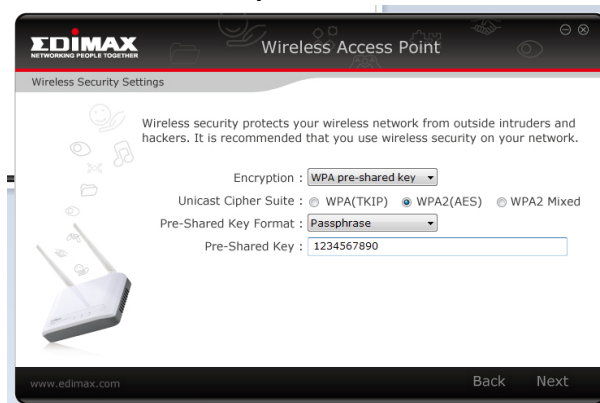 EDIMAX
NETWORKING PEOPLE TOGETHER
Wireless Access Point
Wireless Security Settings
Wireless security protects your wireless network from outside intruders and
hackers. It is recommended that you use wireless security on your network.
Encryption : WPA pre-shared key
Unicast Cipher Suite : WPA(TKIP) WPA2(AES) WPA2 Mixed
Pre-Shared Key Format : Passphrase
Pre-Shared Key : 1234567890
www.edimax.com Back Next